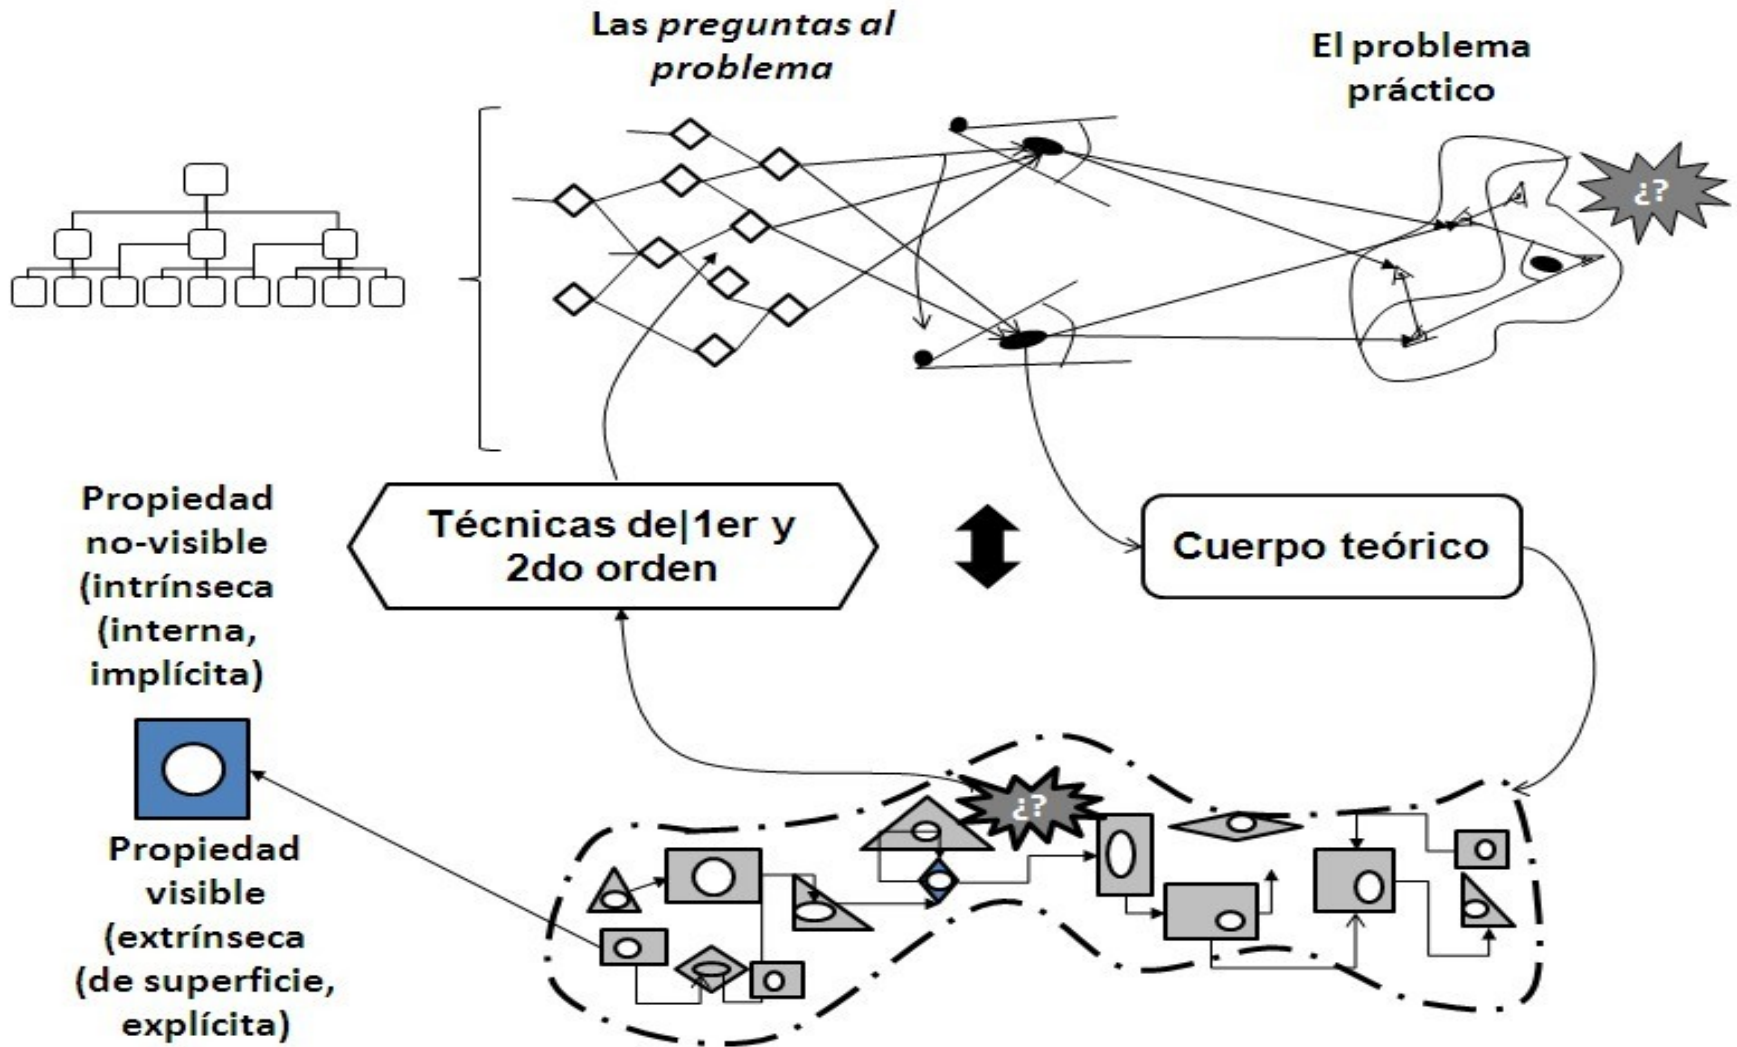 Las preguntas al
problema
El problema
práctico
¿?
Propiedad
no-visible
(intrínseca
(interna,
implícita)
Técnicas de|1er y
2do orden
Cuerpo teórico
¿?
Propiedad
visible
(extrínseca
(de superficie,
explícita)